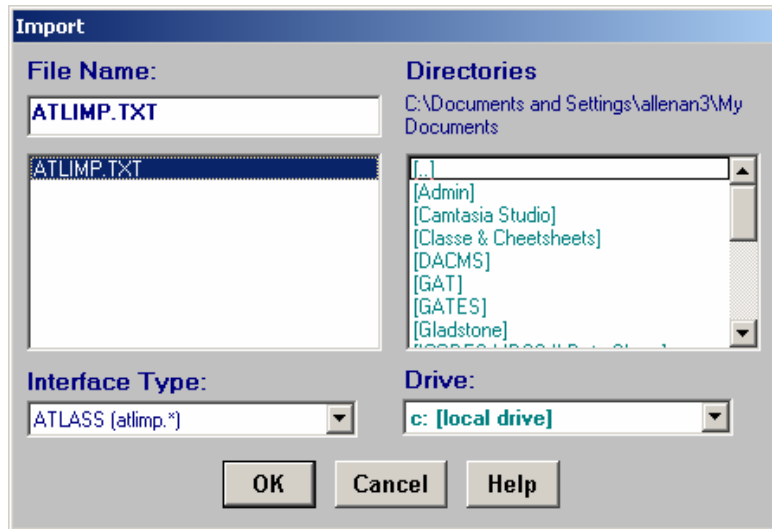 Import
File Name:
ATLIMP.TXT
ATLIMP.TXT
Directories
C:\Documents and Settings\allenan3\My
Documents
[..]
[Admin]
[Camtasia Studio]
[Classe & Cheetsheets]
[DACMS]
[GAT]
[GATES]
[Gladstone]
Interface Type:
ATLASS (atlimp.*)
Drive:
c: [local drive]
OK
Cancel
Help